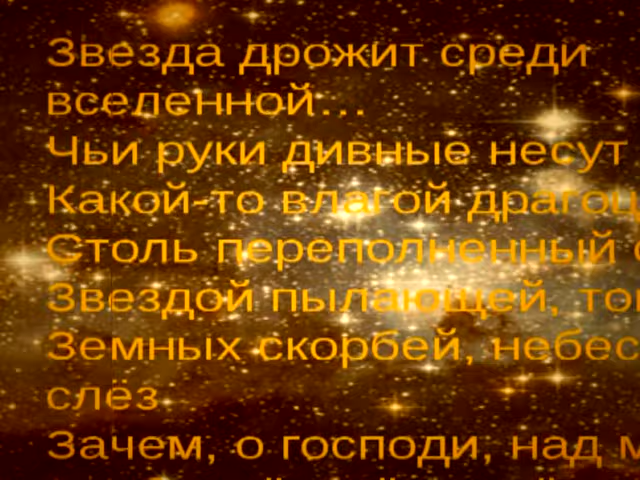 Звезда дрожит среди
вселенной...
Чьи руки дивные несут
Какой-то влагой
Столь переполненный
Звездой пылающей,
Земных скорбей,
слёз
Зачем, о господи, над